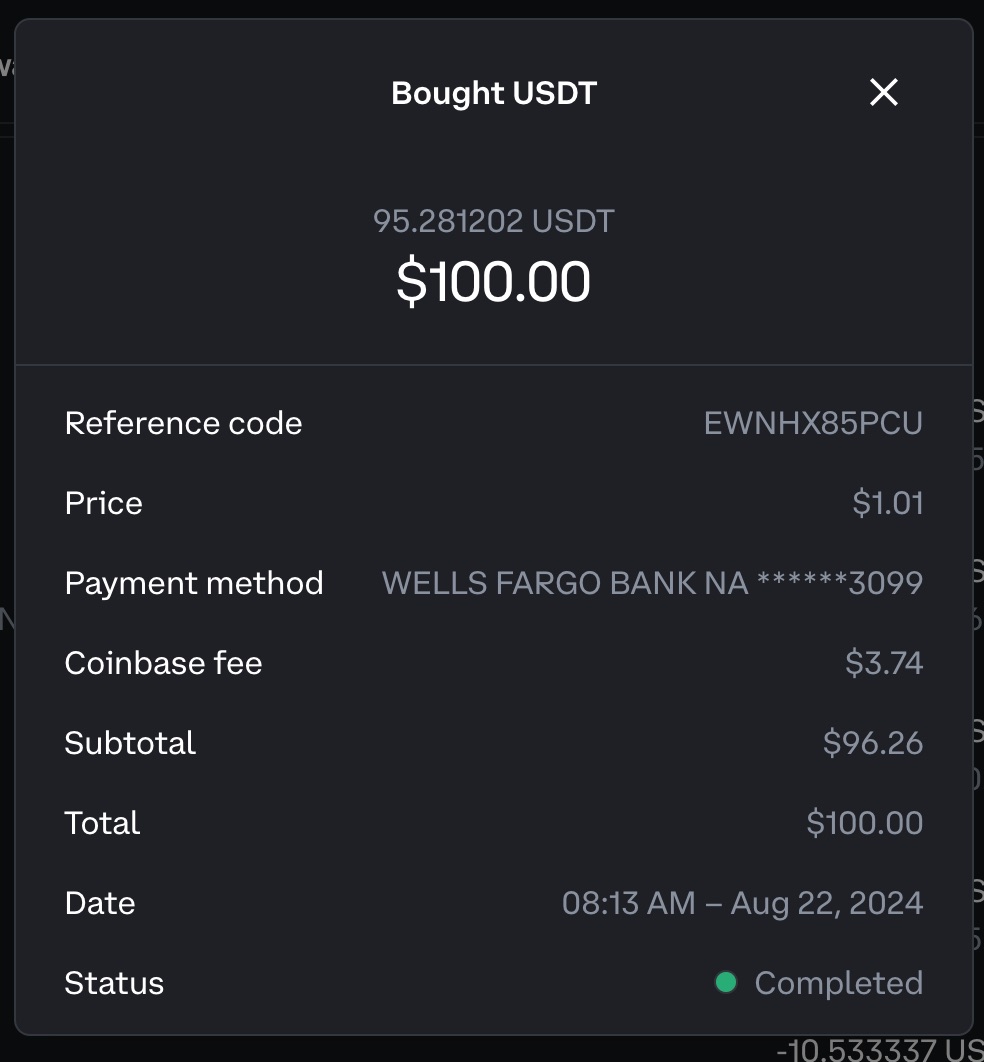 Bought USDT
95.281202 USDT
$100.00
Reference code EWNHX85PCU
Price $1.01
Payment method WELLS FARGO BANK NA ******3099
Coinbase fee $3.74
Subtotal $96.26
Total $100.00
Date 08:13 AM – Aug 22, 2024
Status Completed
-10.533337 US